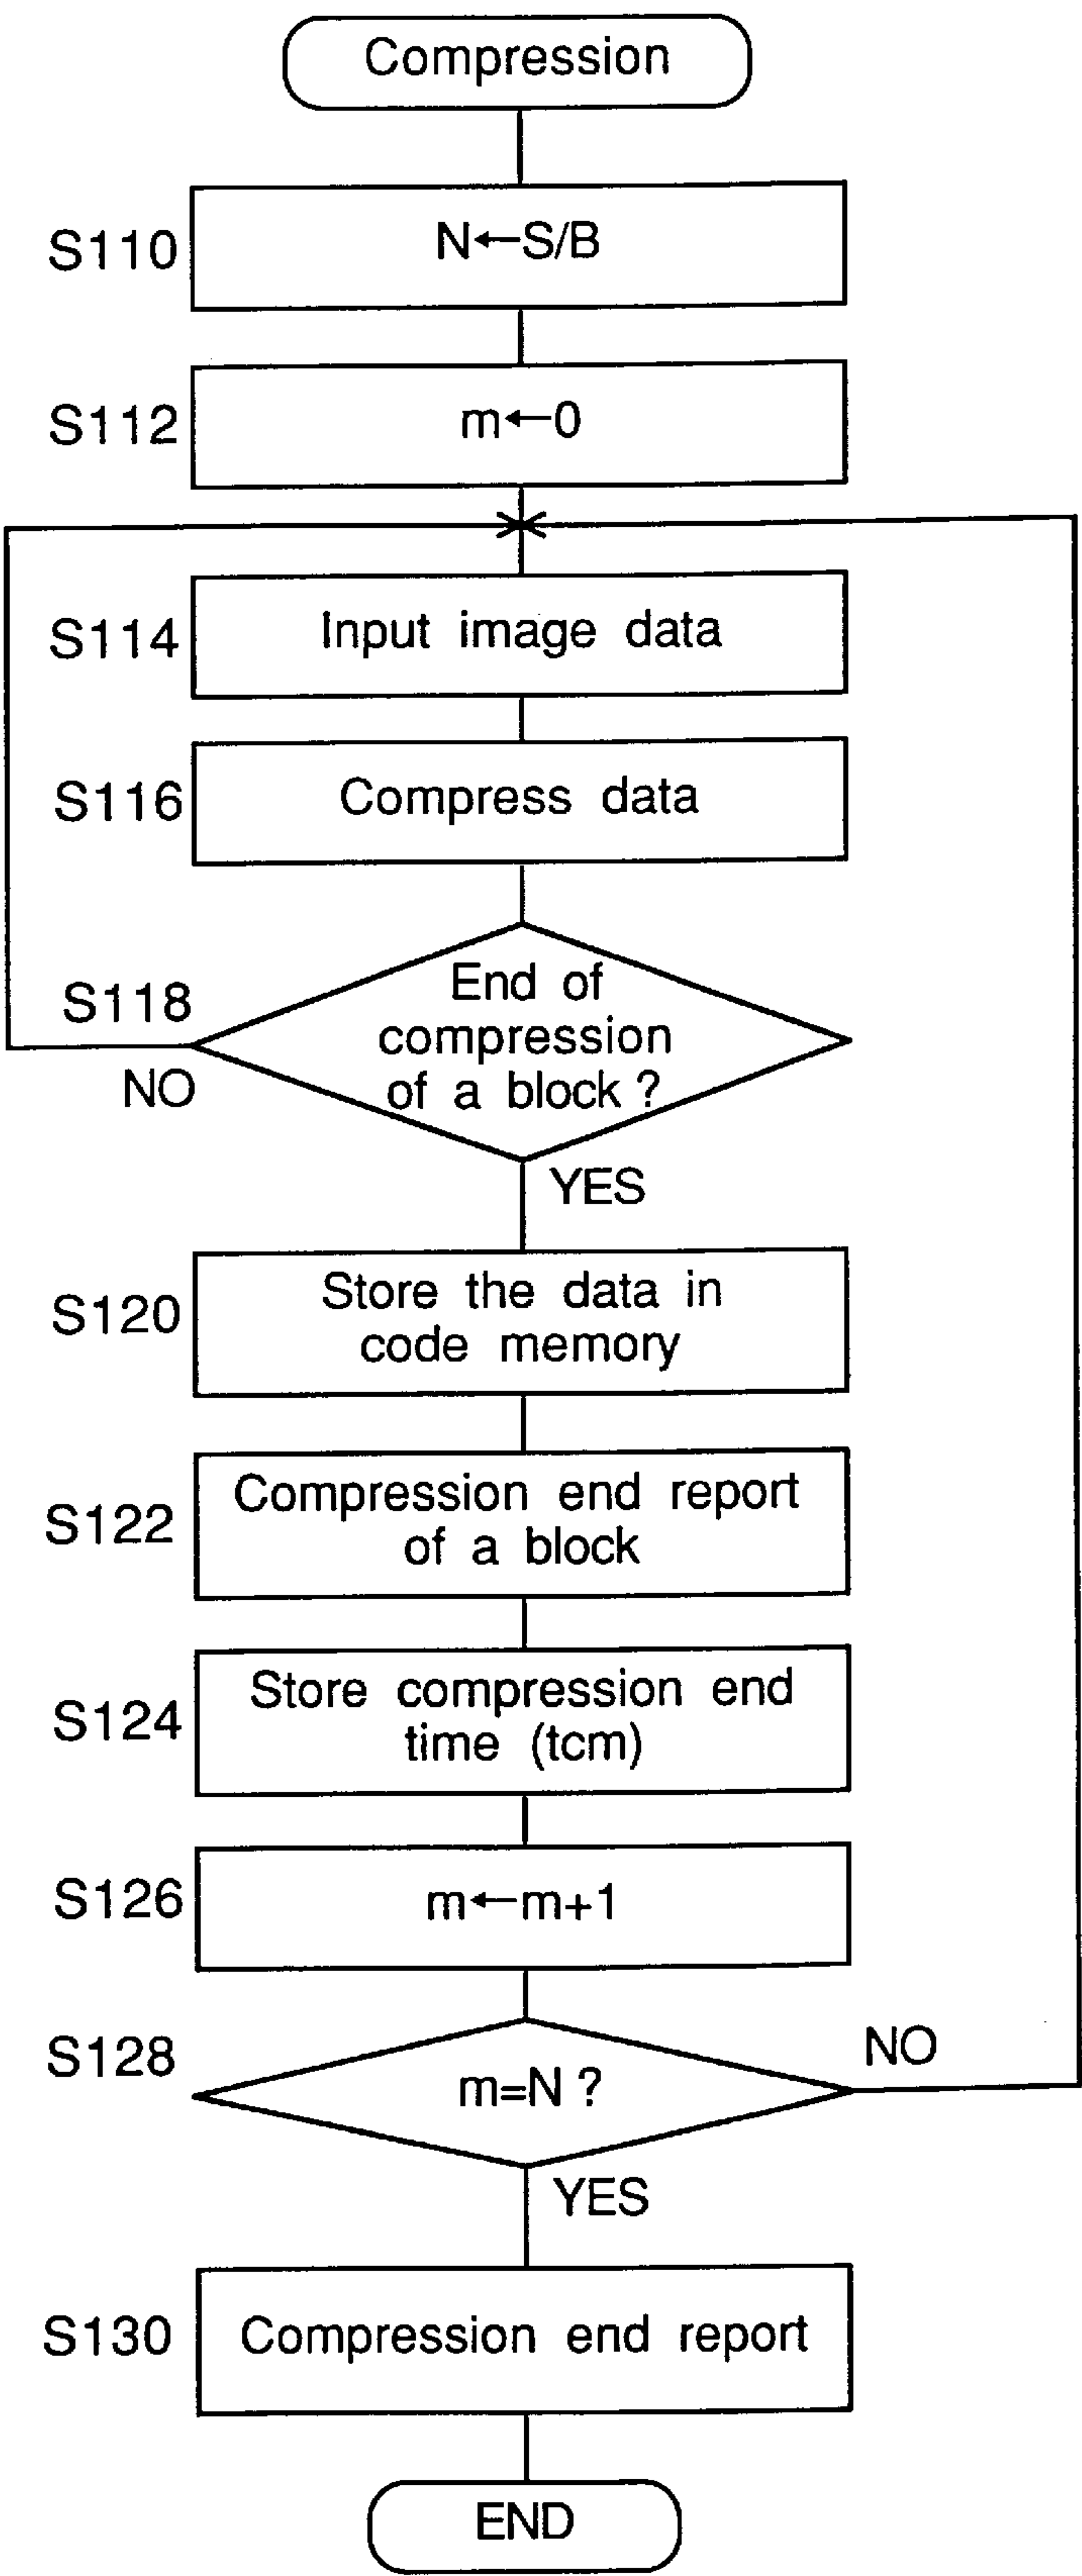 Compression
S110
N←S/B
S112
m←0
S114
Input image data
S116
Compress data
S118
End of
compression
of a block ?
NO
YES
S120
Store the data in
code memory
S122
Compression end report
of a block
S124
Store compression end
time (tcm)
S126
m←m+1
S128
m=N ?
NO
YES
S130
Compression end report
END